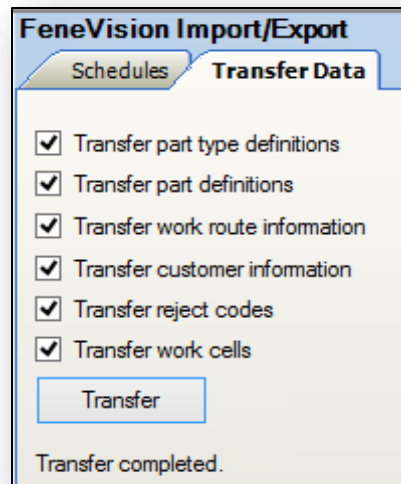 FeneVision Import/Export
Schedules Transfer Data
Transfer part type definitions
Transfer part definitions
Transfer work route information
Transfer customer information
Transfer reject codes
Transfer work cells
Transfer
Transfer completed.